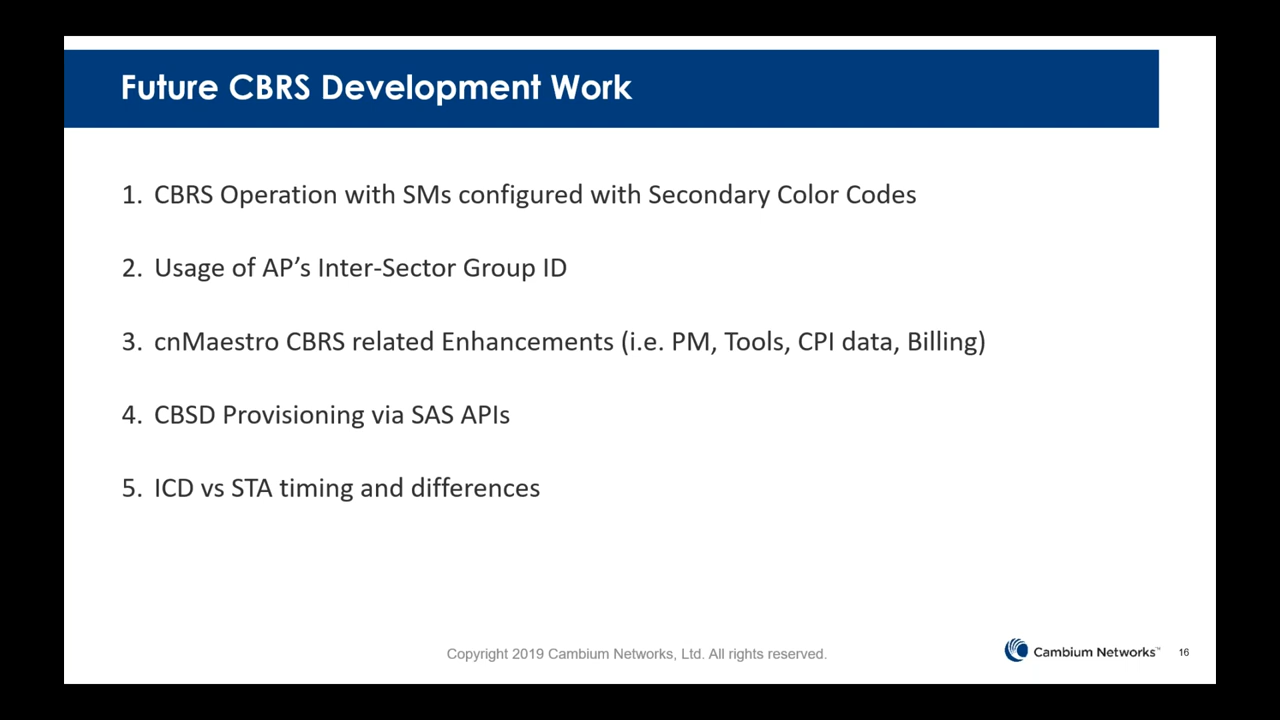 Future CBRS Development Work
1. CBRS Operation with SMs configured with Secondary Color Codes
2. Usage of AP’s Inter-Sector Group ID
3. cnMaestro CBRS related Enhancements (i.e. PM, Tools, CPI data, Billing)
4. CBSD Provisioning via SAS APIs
5. ICD vs STA timing and differences
Copyright 2019 Cambium Networks, Ltd. All rights reserved.
Cambium Networks™
16